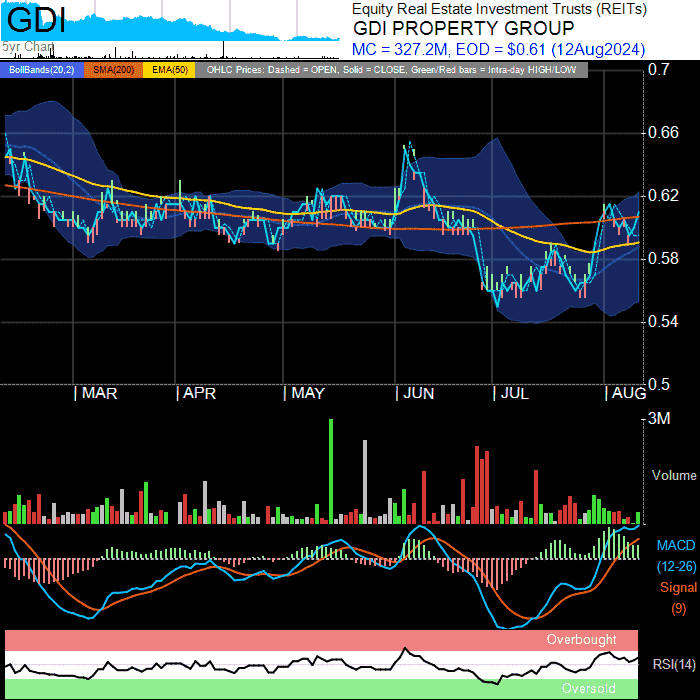 GDI
5yr Chart
Equity Real Estate Investment Trusts (REITs)
GDI PROPERTY GROUP
MC = 327.2M, EOD = $0.61 (12Aug2024)
BollBands(20,2) SMA(200) EMA(50) OHLC Prices: Dashed = OPEN, Solid = CLOSE, Green/Red bars = Intra-day HIGH/LOW
0.7
0.66
0.62
0.58
0.54
0.5
MAR APR MAY JUN JUL AUG
3M
Volume
MACD
(12-26)
Signal
(9)
Overbought
RSI(14)
Oversold